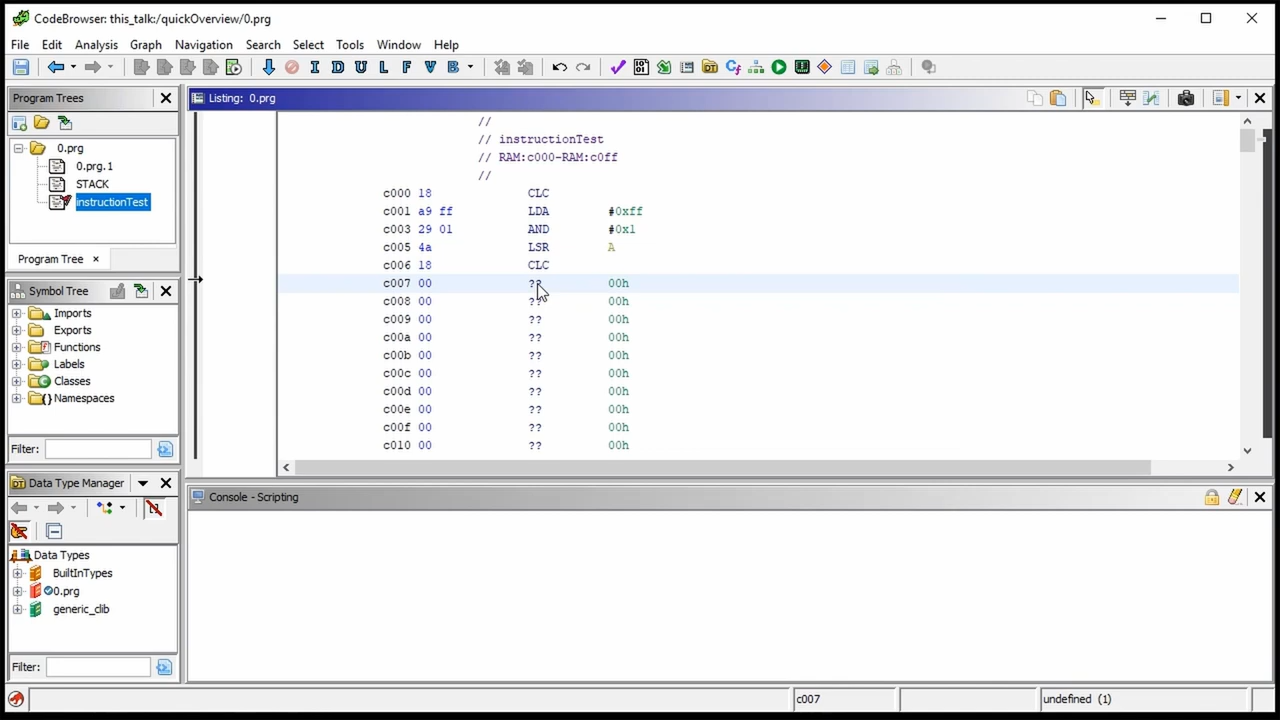 CodeBrowser: this_talk:/quickOverview/0.prg
File Edit Analysis Graph Navigation Search Select Tools Window Help
I D U L F V B
Program Trees
0.prg
0.prg.1
STACK
instructionTest
Program Tree ×
Symbol Tree
Imports
Exports
Functions
Labels
Classes
Namespaces
Filter:
Data Type Manager
Data Types
BuiltInTypes
0.prg
generic_clib
Filter:
Listing: 0.prg
//
// instructionTest
// RAM:c000-RAM:c0ff
//
c000 18 CLC
c001 a9 ff LDA #0xff
c003 29 01 AND #0x1
c005 4a LSR A
c006 18 CLC
c007 00 ?? 00h
c008 00 ?? 00h
c009 00 ?? 00h
c00a 00 ?? 00h
c00b 00 ?? 00h
c00c 00 ?? 00h
c00d 00 ?? 00h
c00e 00 ?? 00h
c00f 00 ?? 00h
c010 00 ?? 00h
Console - Scripting
c007 undefined (1)